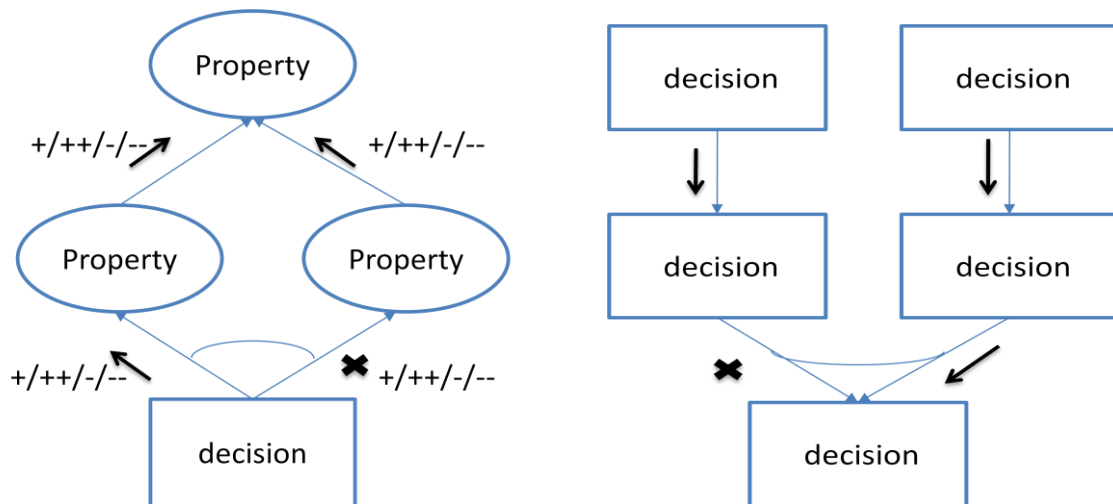 Property
+/++/-/--
+/++/-/--
Property
Property
+/++/-/--
+/++/-/--
decision
decision
decision
decision
decision
decision